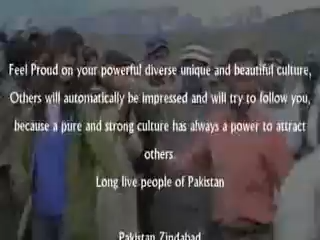 Feel Proud on your powerful diverse unique and beautiful culture,
Others will automatically be impressed and will try to follow you,
because a pure and strong culture has always a power to attract
others
Long live people of Pakistan
Pakistan Zindabad